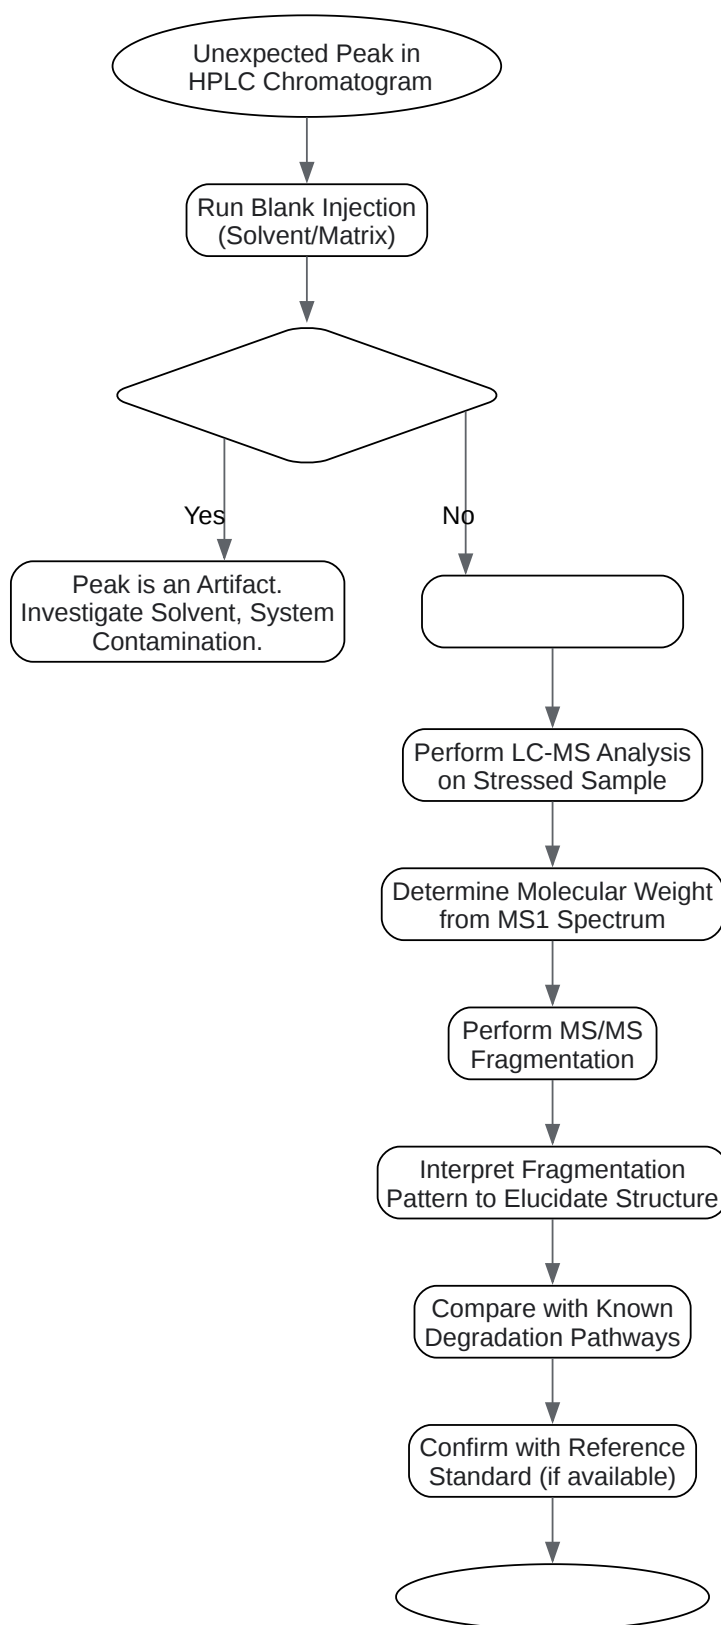 Unexpected Peak in
HPLC Chromatogram
Run Blank Injection
(Solvent/Matrix)
Yes
No
Peak is an Artifact.
Investigate Solvent, System
Contamination.
Perform LC-MS Analysis
on Stressed Sample
Determine Molecular Weight
from MS1 Spectrum
Perform MS/MS
Fragmentation
Interpret Fragmentation
Pattern to Elucidate Structure
Compare with Known
Degradation Pathways
Confirm with Reference
Standard (if available)